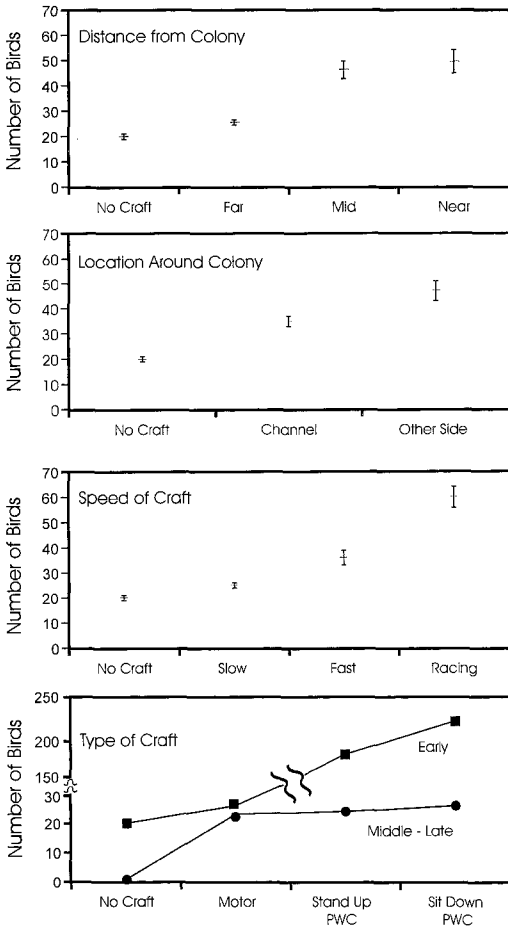 Number of Birds
Distance from Colony
70
60
50
40
30
20
10
0
No Craft Far Mid Near
Number of Birds
Location Around Colony
70
60
50
40
30
20
10
0
No Craft Channel Other Side
Number of Birds
Speed of Craft
70
60
50
40
30
20
10
0
No Craft Slow Fast Racing
Number of Birds
Type of Craft
250
200
150
30
20
10
0
Early
Middle - Late
No Craft Motor Stand Up Sit Down
PWC PWC